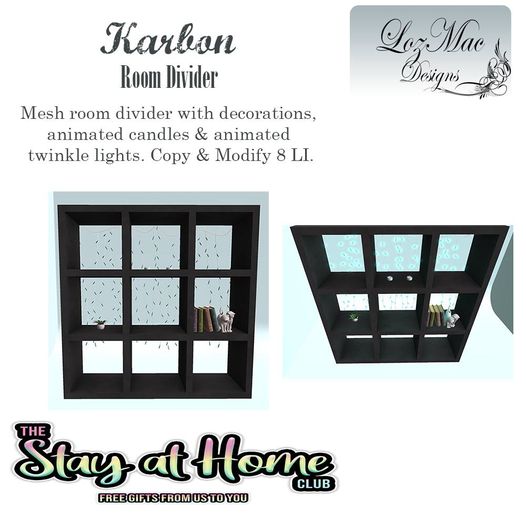 Karbon
Room Divider
LozMac
Designs
Mesh room divider with decorations,
animated candles & animated
twinkle lights. Copy & Modify 8 LI.
THE
Stay at Home
CLUB
FREE GIFTS FROM US TO YOU